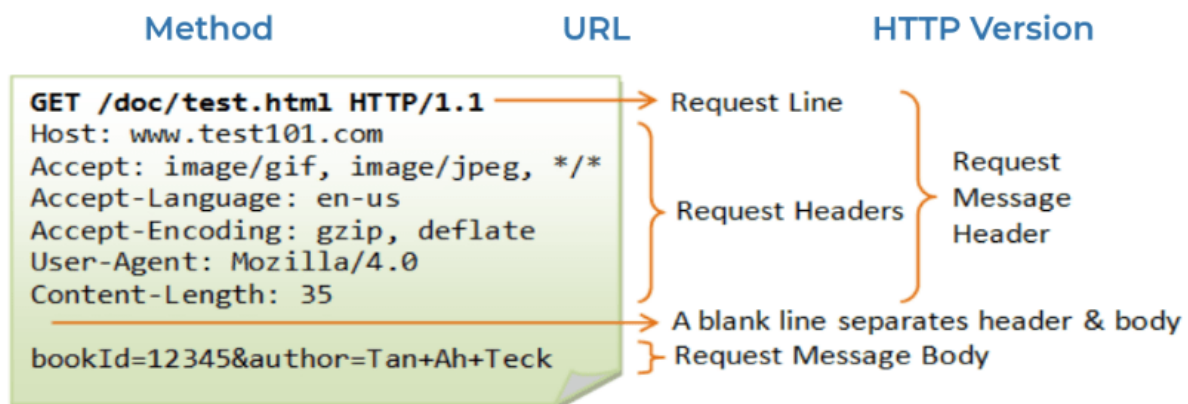 Method URL HTTP Version
GET /doc/test.html HTTP/1.1
Host: www.test101.com
Accept: image/gif, image/jpeg, */*
Accept-Language: en-us
Accept-Encoding: gzip, deflate
User-Agent: Mozilla/4.0
Content-Length: 35
bookId=12345&author=Tan+Ah+Teck
Request Line
Request Headers
Request
Message
Header
A blank line separates header & body
Request Message Body